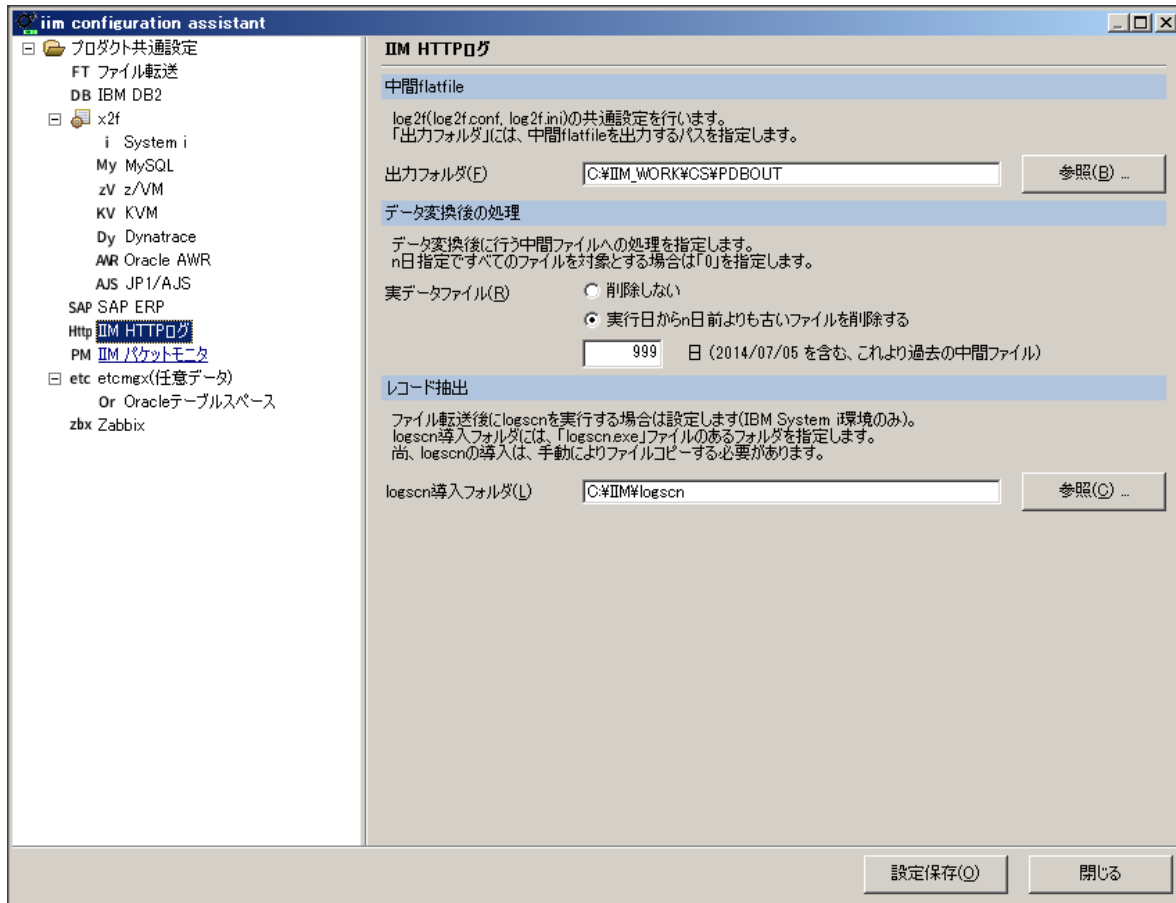 iim configuration assistant
プロダクト共通設定
FT ファイル転送
DB IBM DB2
x2f
i System i
My MySQL
zV z/VM
KV KVM
Dy Dynatrace
AWR Oracle AWR
AJS JP1/AJS
SAP SAP ERP
Http IIM HTTPログ
PM IIM パケットモニタ
etc etcmgx(任意データ)
Or Oracleテーブルスペース
zbx Zabbix
IIM HTTPログ
中間flatfile
log2f(log2f.conf, log2f.ini)の共通設定を行います。
「出力フォルダ」には、中間flatfileを出力するパスを指定します。
出力フォルダ(F) C:¥IIM_WORK¥CS¥PDBOUT 参照(B) ...
データ変換後の処理
データ変換後に行う中間ファイルへの処理を指定します。
n日指定ですべてのファイルを対象とする場合は「0」を指定します。
実データファイル(R) 削除しない
実行日からn日前よりも古いファイルを削除する
999 日 (2014/07/05 を含む、これより過去の中間ファイル)
レコード抽出
ファイル転送後にlogscnを実行する場合は設定します(IBM System i環境のみ)。
logscn導入フォルダには、「logscn.exe」ファイルのあるフォルダを指定します。
尚、logscnの導入は、手動によりファイルコピーする必要があります。
logscn導入フォルダ(L) C:¥IIM¥logscn 参照(C) ...
設定保存(O) 閉じる